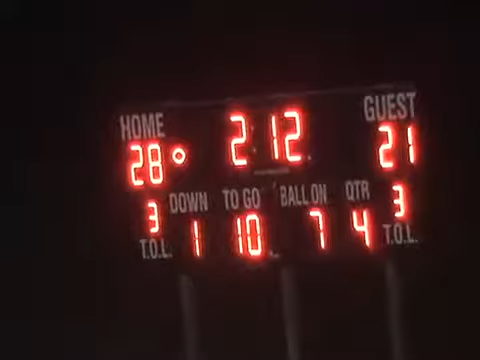 HOME 2:12 GUEST
28 21
3 DOWN TO GO BALL ON QTR 3
T.O.L. 1 10 7 4 T.O.L.